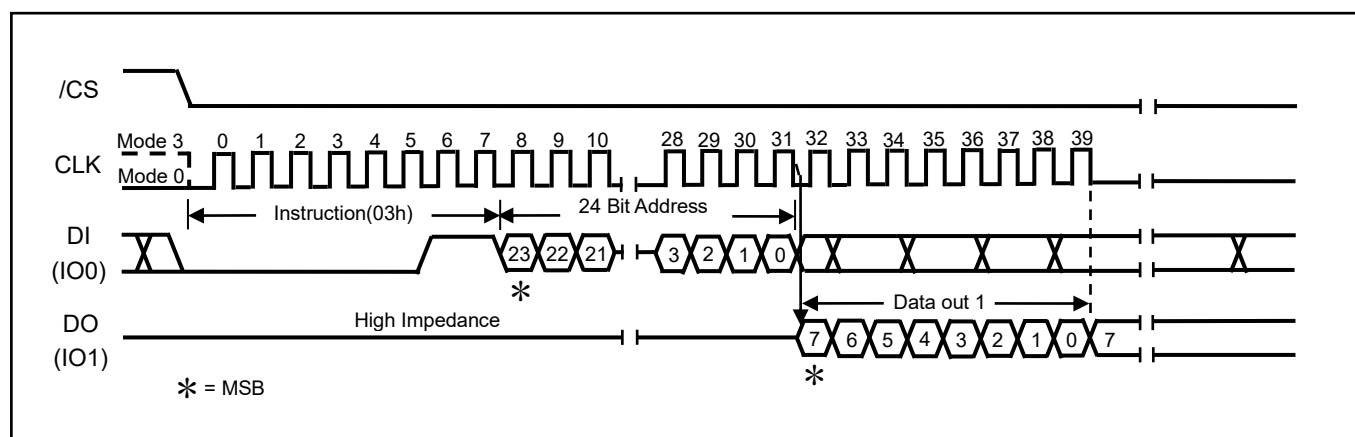 /CS
Mode 3 0 1 2 3 4 5 6 7 8 9 10 28 29 30 31 32 33 34 35 36 37 38 39
CLK
Mode 0
Instruction(03h) 24 Bit Address
DI
(IO0) 23 22 21 3 2 1 0
* Data out 1
High Impedance
DO
(IO1) 7 6 5 4 3 2 1 0 7
*
* = MSB